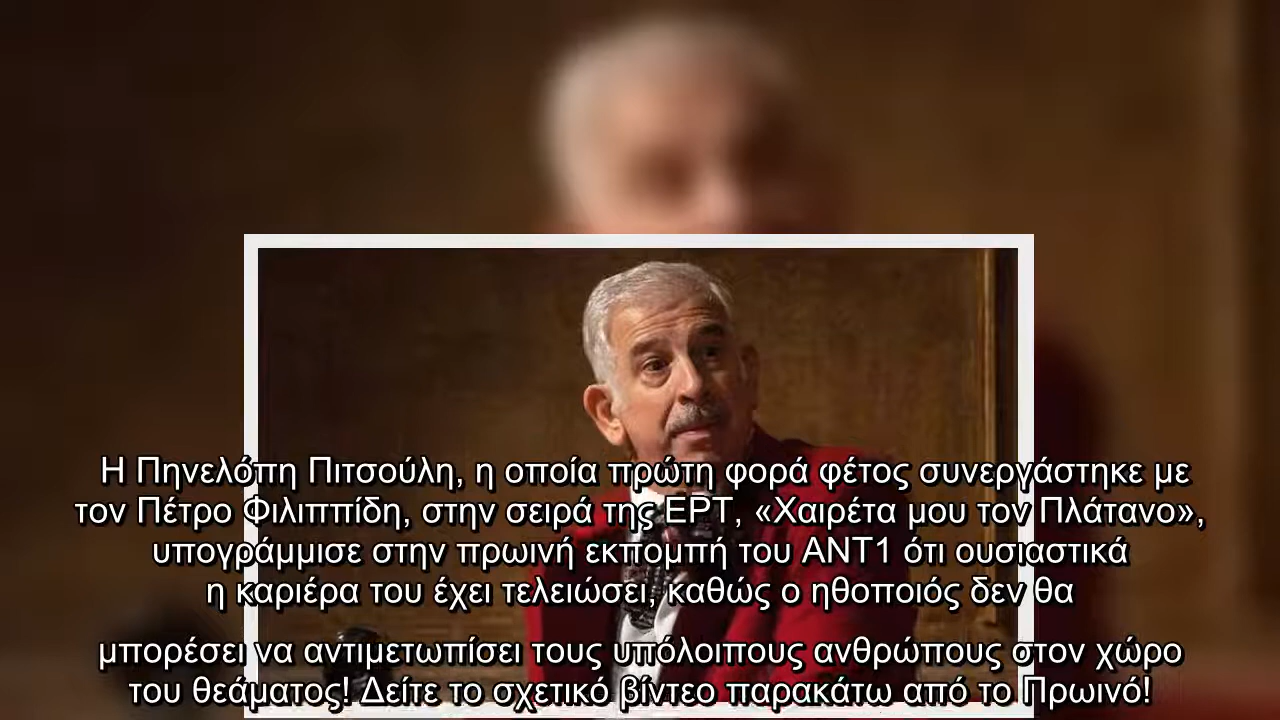 Η Πηνελόπη Πιτσούλη, η οποία πρώτη φορά φέτος συνεργάστηκε με
τον Πέτρο Φιλιππίδη, στην σειρά της ΕΡΤ, «Χαιρέτα μου τον Πλάτανο»,
υπογράμμισε στην πρωινή εκπομπή του ΑΝΤ1 ότι ουσιαστικά
η καριέρα του έχει τελειώσει, καθώς ο ηθοποιός δεν θα
μπορέσει να αντιμετωπίσει τους υπόλοιπους ανθρώπους στον χώρο
του θεάματος! Δείτε το σχετικό βίντεο παρακάτω από το Πρωινό!